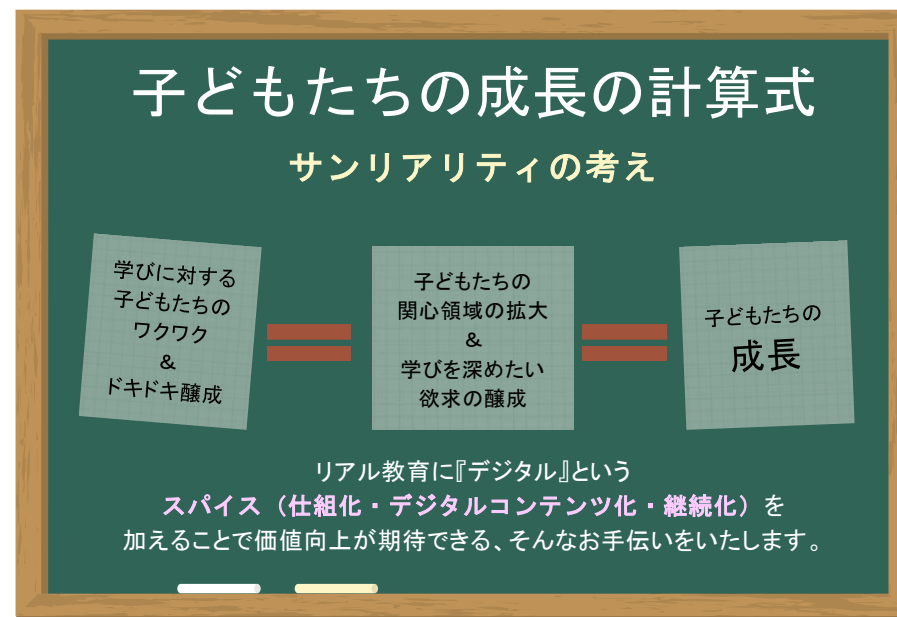 子どもたちの成長の計算式
サンリアリティの考え
学びに対する
子どもたちの
ワクワク
&
ドキドキ醸成
子どもたちの
関心領域の拡大
&
学びを深めたい
欲求の醸成
子どもたちの
成長
リアル教育に『デジタル』という
スパイス（仕組化・デジタルコンテンツ化・継続化）を
加えることで価値向上が期待できる、そんなお手伝いをいたします。